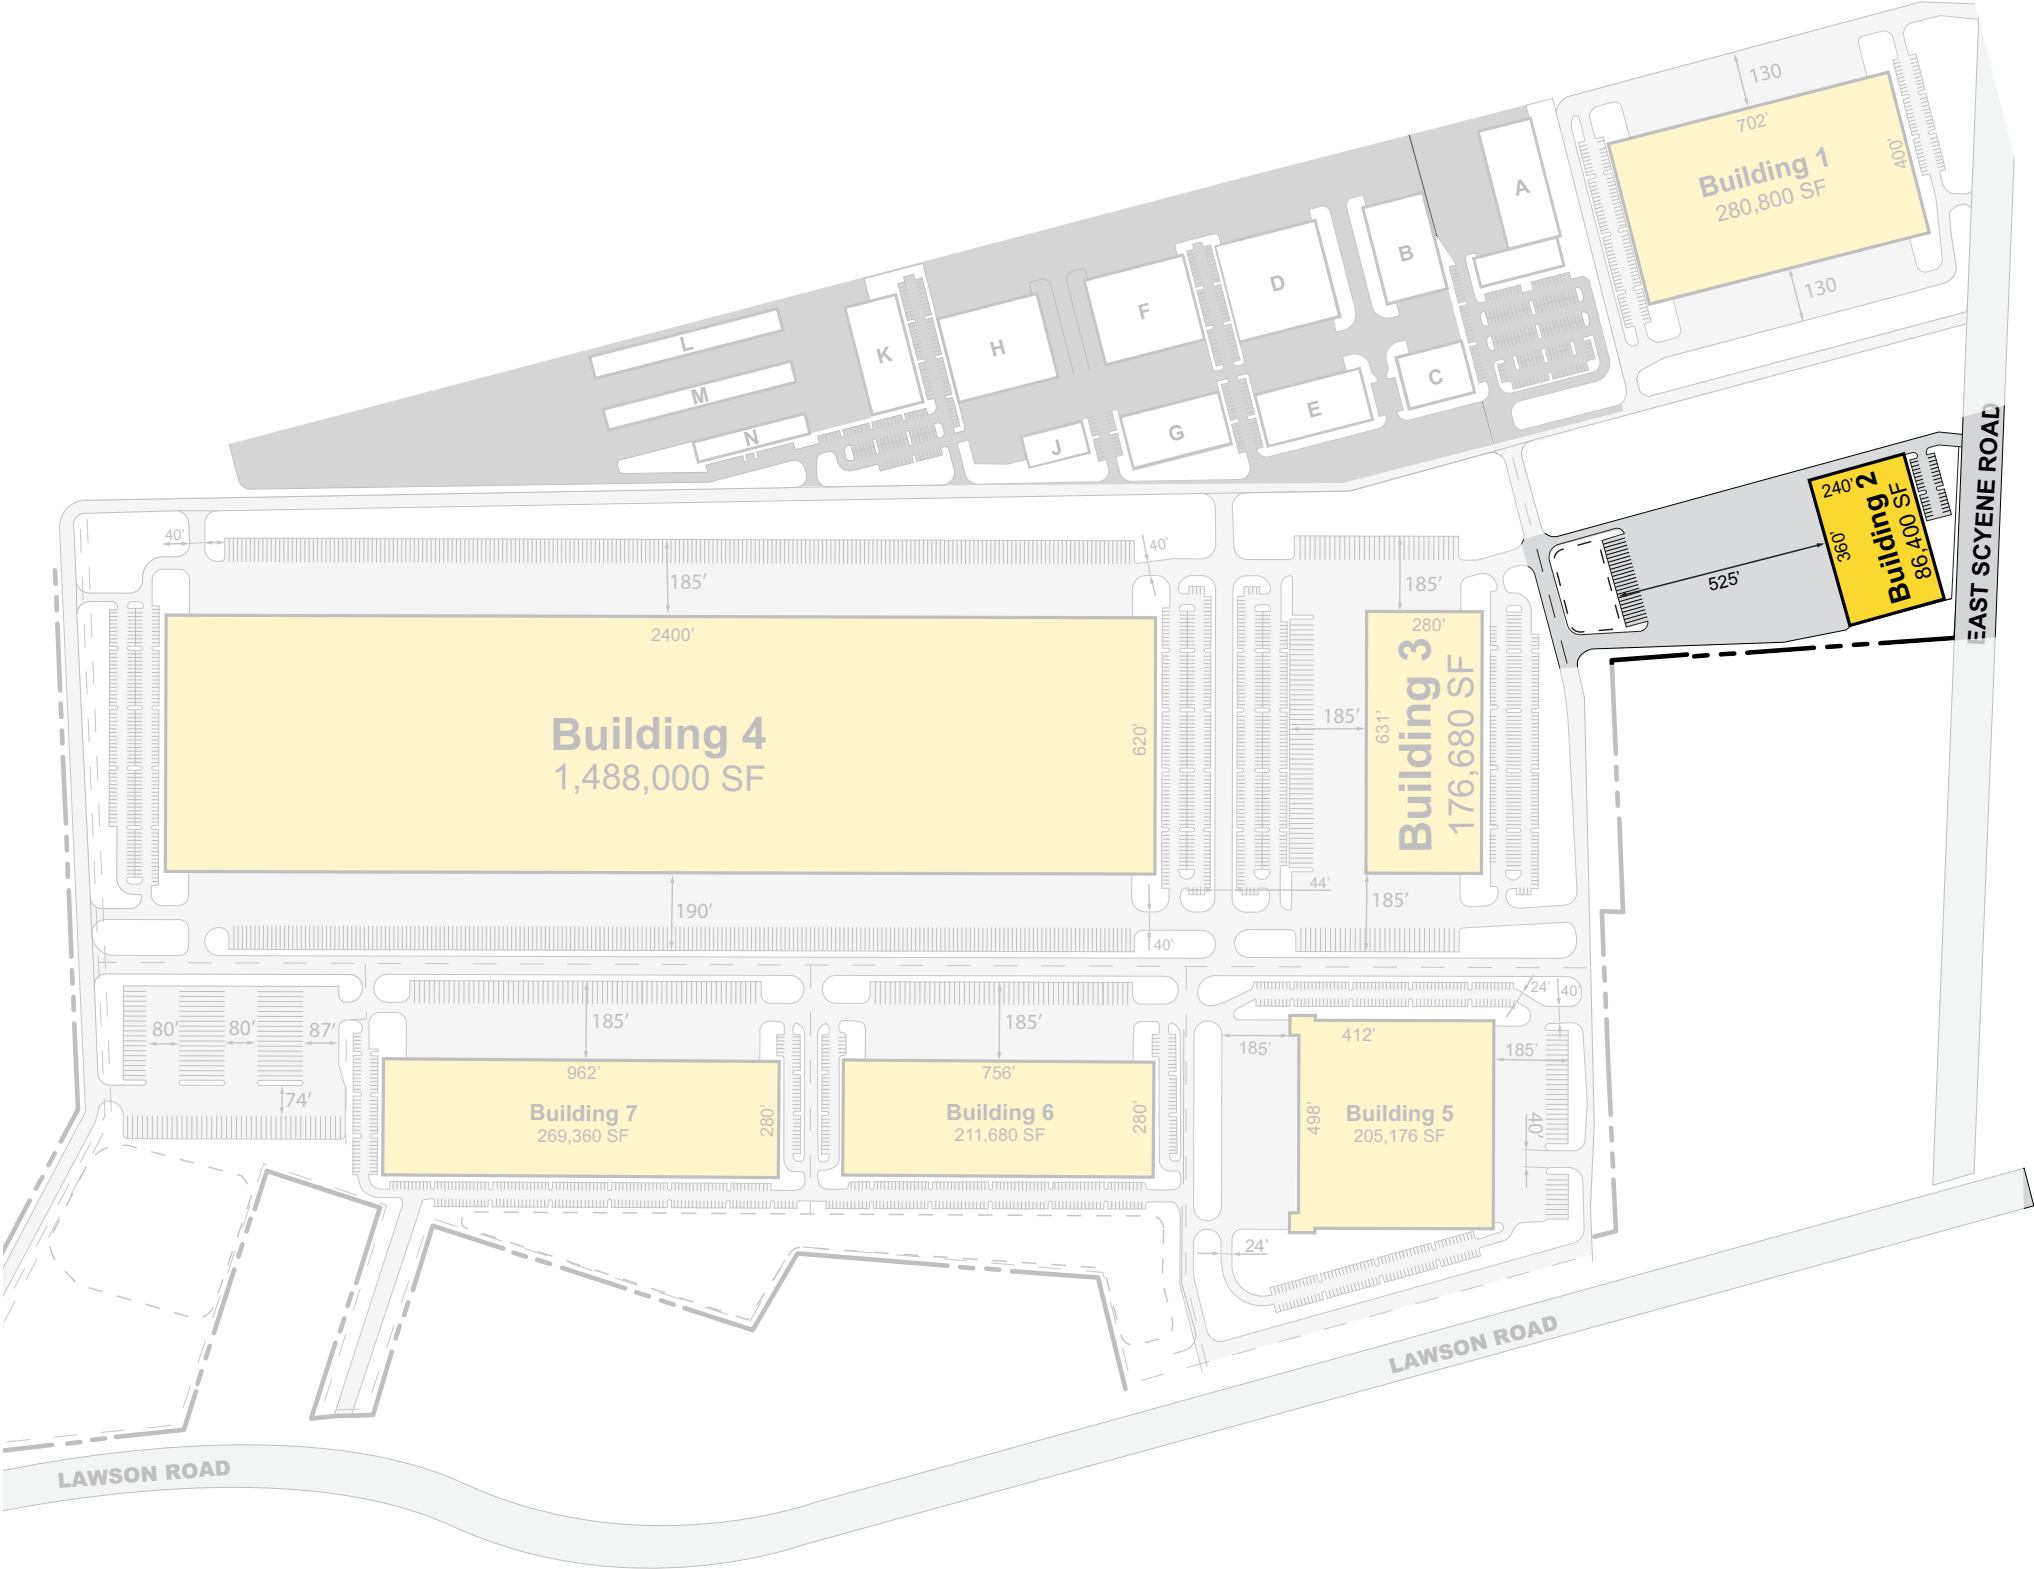 130
702'
400'
Building 1
280,800 SF
130
A
B
D
F
H
K
L
M
N
J
G
E
C
EAST SCYENE ROAD
240'
360'
Building 2
86,400 SF
525'
40'
185'
40'
2400'
620'
Building 4
1,488,000 SF
190'
40'
44'
185'
185'
280'
631'
Building 3
176,680 SF
185'
80'
80'
87'
74'
185'
962'
280'
Building 7
269,360 SF
185'
756'
280'
Building 6
211,680 SF
24'
40'
185'
412'
185'
498'
Building 5
205,176 SF
40'
24'
LAWSON ROAD
LAWSON ROAD